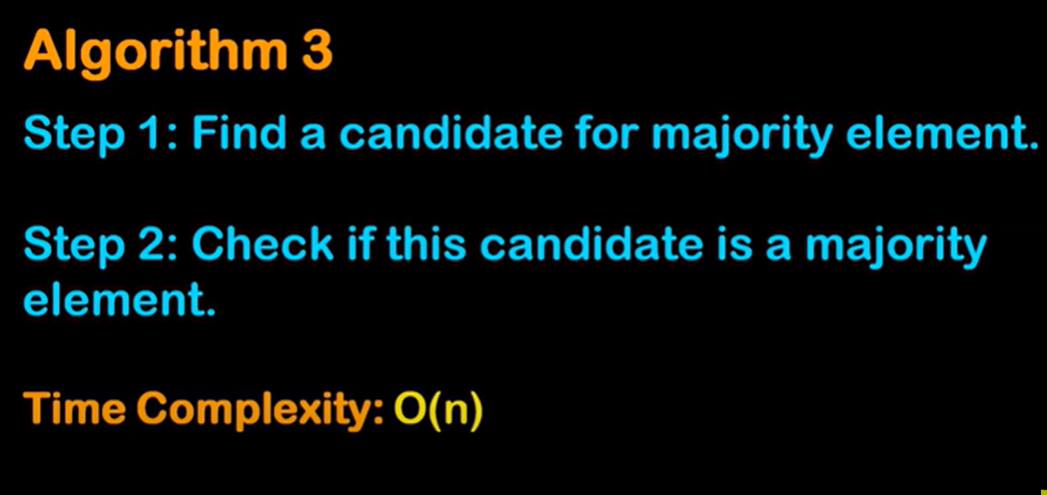 Algorithm 3
Step 1: Find a candidate for majority element.
Step 2: Check if this candidate is a majority
element.
Time Complexity: O(n)